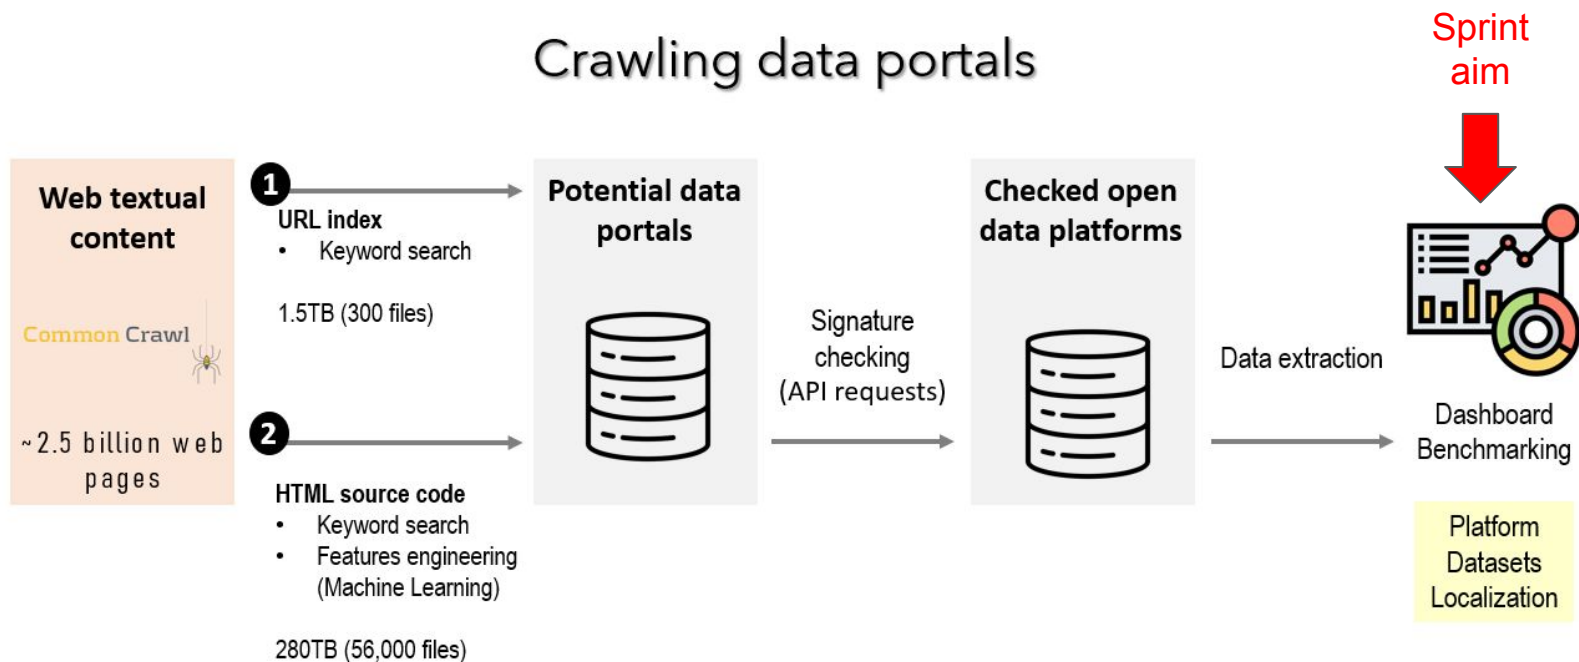 Crawling data portals
Sprint
aim
Web textual
content
Common Crawl
~2.5 billion web
pages
1
URL index
• Keyword search
1.5TB (300 files)
2
HTML source code
• Keyword search
• Features engineering
(Machine Learning)
280TB (56,000 files)
Potential data
portals
Signature
checking
(API requests)
Checked open
data platforms
Data extraction
Dashboard
Benchmarking
Platform
Datasets
Localization